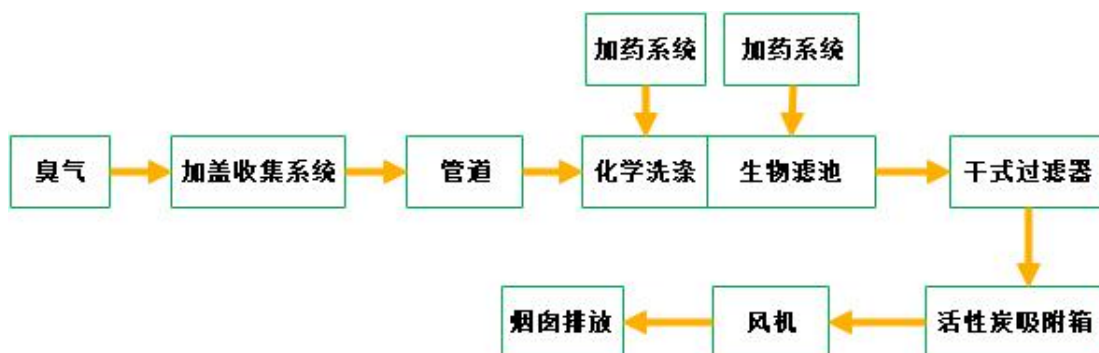 加药系统
加药系统
臭气
加盖收集系统
管道
化学洗涤
生物滤池
干式过滤器
烟囱排放
风机
活性炭吸附箱